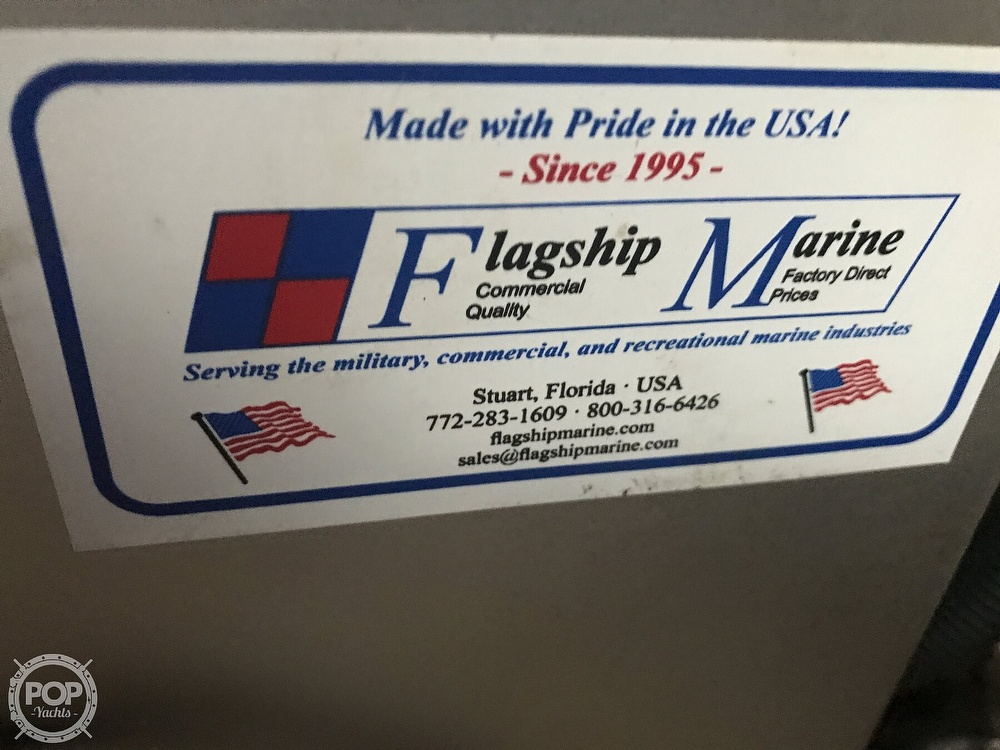 Made with Pride in the USA!
- Since 1995 -
Flagship Marine
Commercial Quality
Factory Direct Prices
Serving the military, commercial, and recreational marine industries
Stuart, Florida · USA
772-283-1609 · 800-316-6426
flagshipmarine.com
sales@flagshipmarine.com
POP
-Yachts-